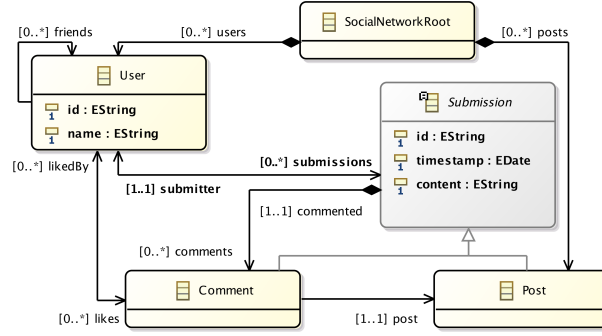 [0..*] friends
[0..*] users
SocialNetworkRoot
[0..*] posts
User
id : EString
name : EString
Submission
id : EString
timestamp : EDate
content : EString
[0..*] likedBy
[0..*] submissions
[1..1] submitter
[1..1] commented
[0..*] comments
Comment
Post
[0..*] likes
[1..1] post